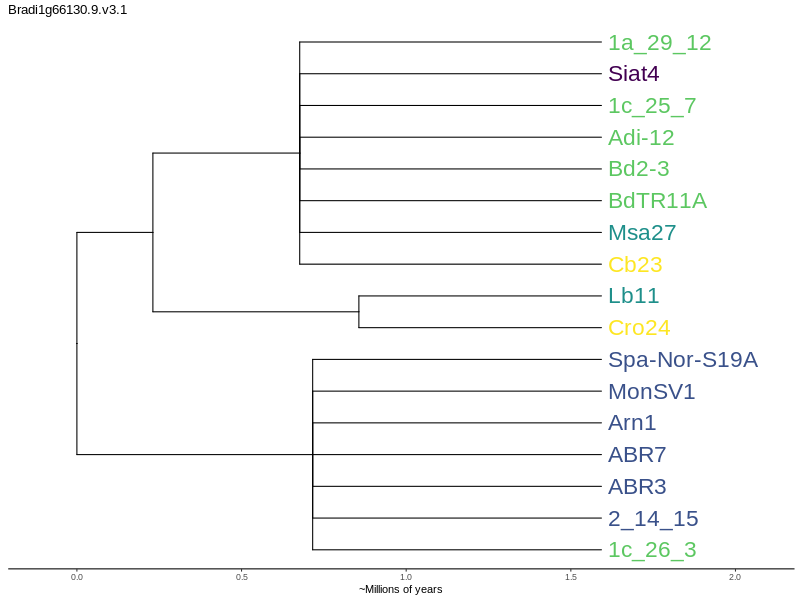 Bradi1g66130.9.v3.1
1a_29_12
Siat4
1c_25_7
Adi-12
Bd2-3
BdTR11A
Msa27
Cb23
Lb11
Cro24
Spa-Nor-S19A
MonSV1
Arn1
ABR7
ABR3
2_14_15
1c_26_3
0.0 0.5 1.0 1.5 2.0
~Millions of years